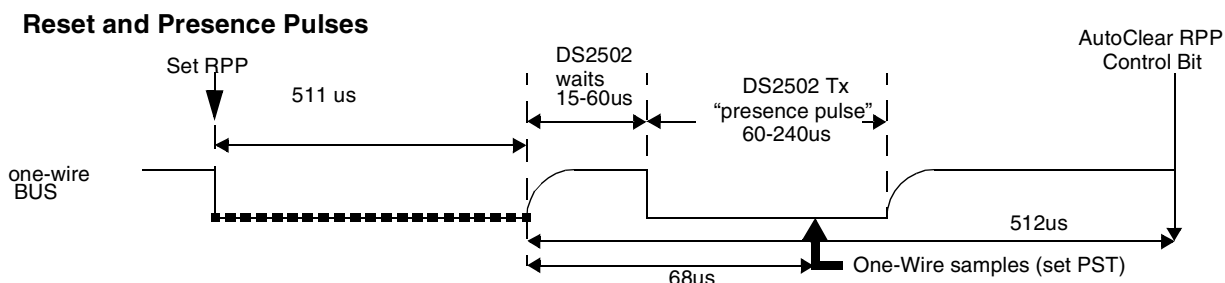 Reset and Presence Pulses
Set RPP
511 us
DS2502
waits
15-60us
DS2502 Tx
“presence pulse”
60-240us
AutoClear RPP
Control Bit
one-wire
BUS
512us
68us
One-Wire samples (set PST)